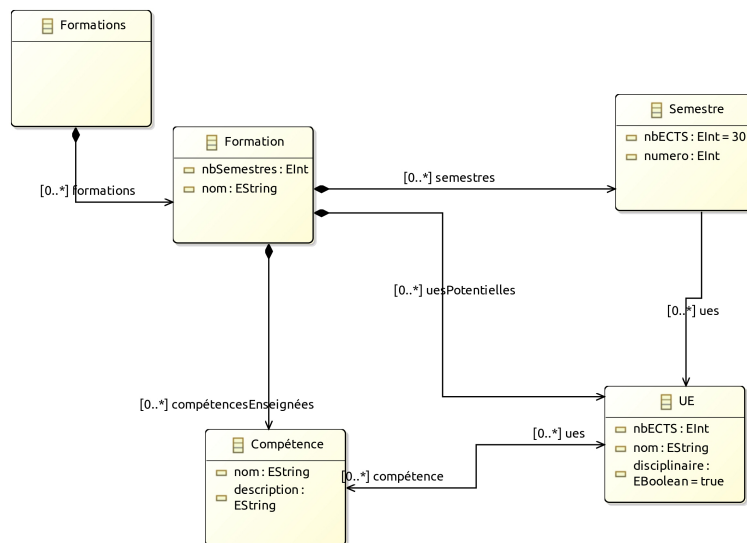 Formations
[0..*] formations
Formation
nbSemestres : EInt
nom : EString
[0..*] semestres
Semestre
nbECTS : EInt = 30
numero : EInt
[0..*] uesPotentielles
[0..*] ues
[0..*] compétencesEnseignées
Compétence
nom : EString
description :
EString
[0..*] compétence
[0..*] ues
UE
nbECTS : EInt
nom : EString
disciplinaire :
EBoolean = true